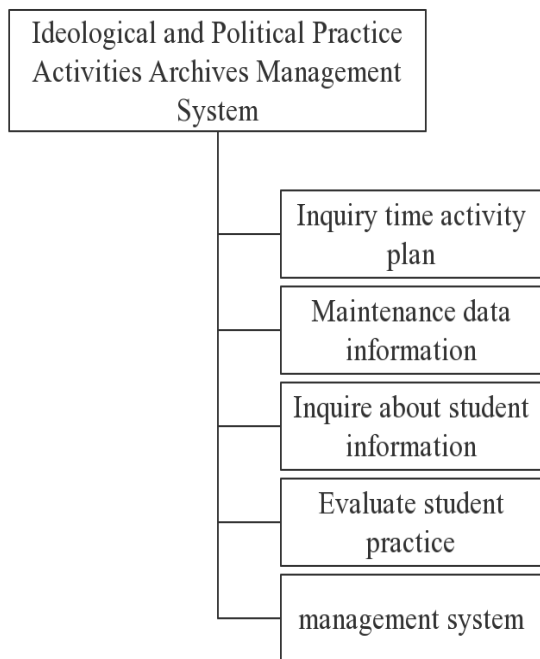 Ideological and Political Practice
Activities Archives Management
System
Inquiry time activity
plan
Maintenance data
information
Inquire about student
information
Evaluate student
practice
management system